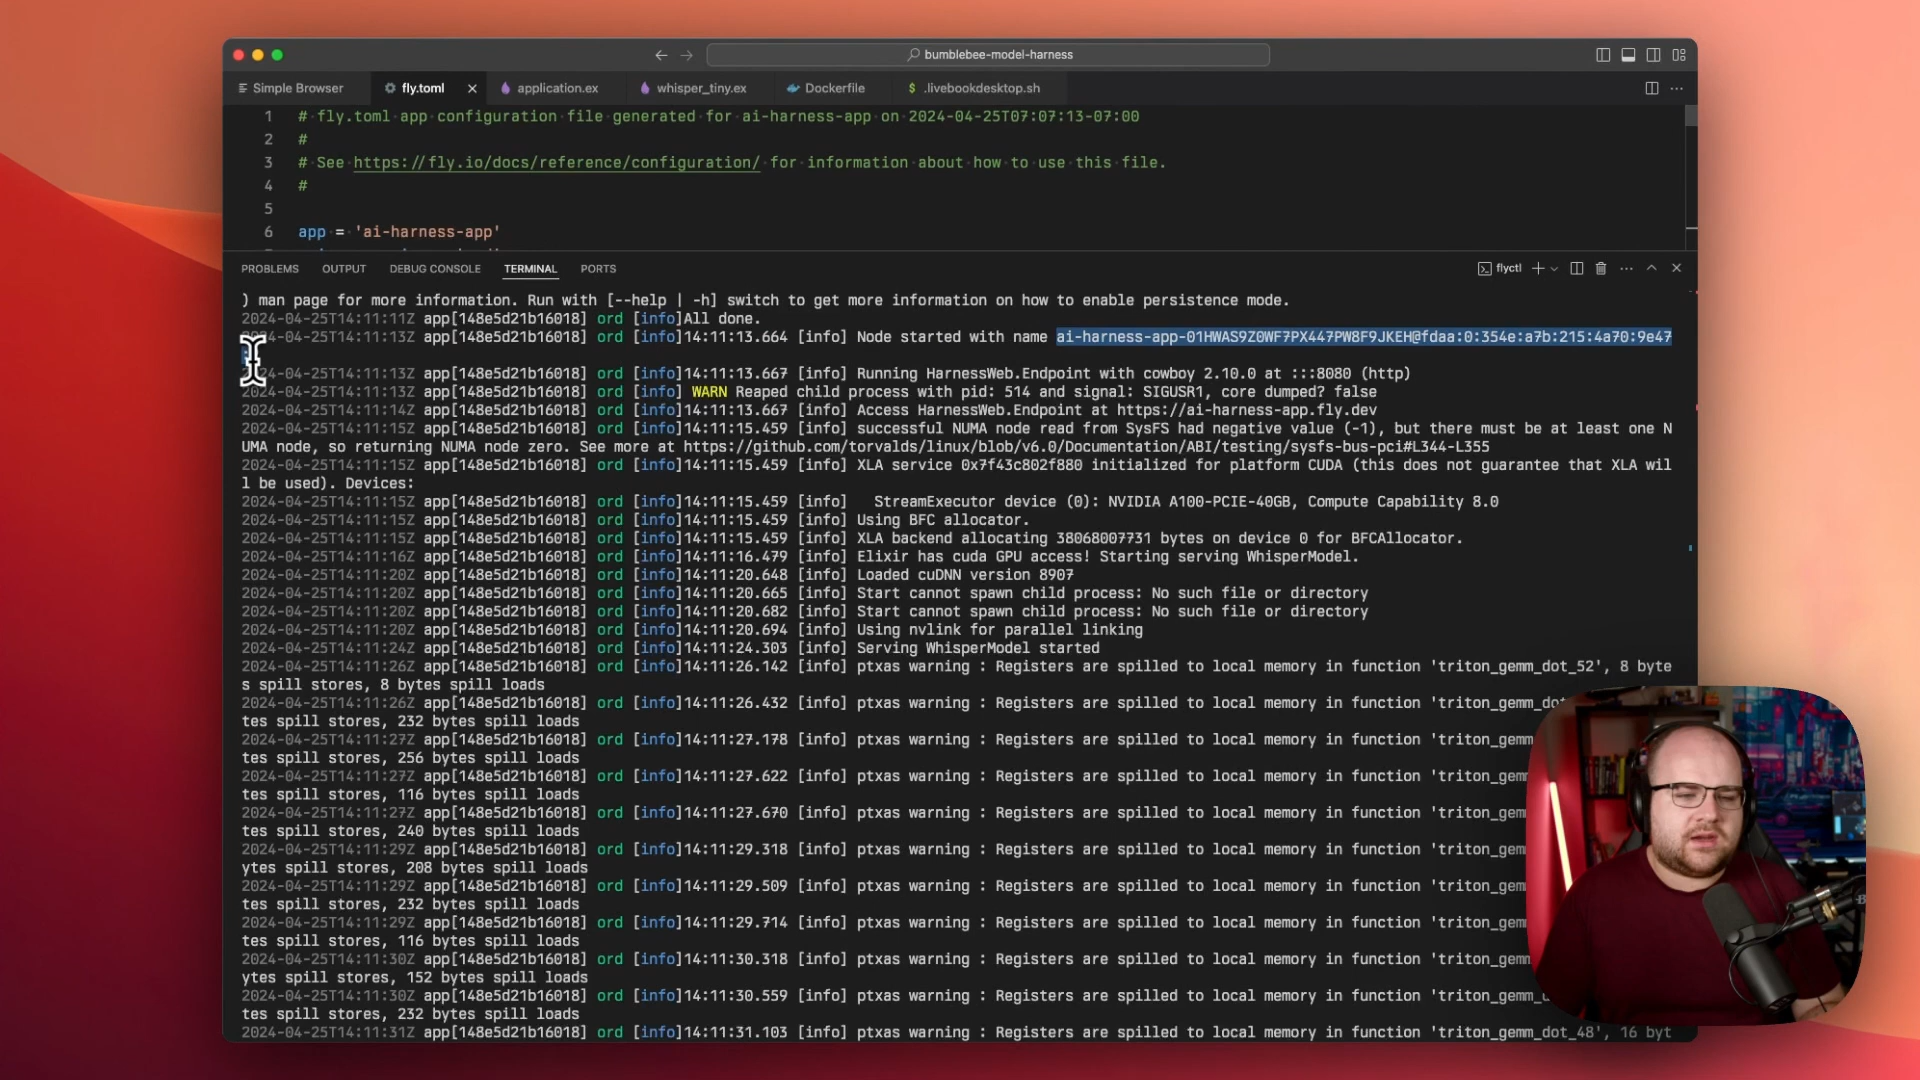 bumblebee-model-harness
Simple Browser
fly.toml
application.ex
whisper_tiny.ex
Dockerfile
$ .livebookdesktop.sh
1 # fly.toml app configuration file generated for ai-harness-app on 2024-04-25T07:07:13-07:00
2 #
3 # See https://fly.io/docs/reference/configuration/ for information about how to use this file.
4 #
5
6 app = 'ai-harness-app'
PROBLEMS OUTPUT DEBUG CONSOLE TERMINAL PORTS
flyctl
) man page for more information. Run with [--help | -h] switch to get more information on how to enable persistence mode.
2024-04-25T14:11:11Z app[148e5d21b16018] ord [info]All done.
04-25T14:11:13Z app[148e5d21b16018] ord [info]14:11:13.664 [info] Node started with name ai-harness-app-01HWAS9Z0WF7PX447PW8F9JKEH@fdaa:0:354e:a7b:215:4a70:9e47
24-04-25T14:11:13Z app[148e5d21b16018] ord [info]14:11:13.667 [info] Running HarnessWeb.Endpoint with cowboy 2.10.0 at :::8080 (http)
2024-04-25T14:11:13Z app[148e5d21b16018] ord [info] WARN Reaped child process with pid: 514 and signal: SIGUSR1, core dumped? false
2024-04-25T14:11:14Z app[148e5d21b16018] ord [info]14:11:13.667 [info] Access HarnessWeb.Endpoint at https://ai-harness-app.fly.dev
2024-04-25T14:11:15Z app[148e5d21b16018] ord [info]14:11:15.459 [info] successful NUMA node read from SysFS had negative value (-1), but there must be at least one N
UMA node, so returning NUMA node zero. See more at https://github.com/torvalds/linux/blob/v6.0/Documentation/ABI/testing/sysfs-bus-pci#L344-L355
2024-04-25T14:11:15Z app[148e5d21b16018] ord [info]14:11:15.459 [info] XLA service 0x7f43c802f880 initialized for platform CUDA (this does not guarantee that XLA wil
l be used). Devices:
2024-04-25T14:11:15Z app[148e5d21b16018] ord [info]14:11:15.459 [info] StreamExecutor device (0): NVIDIA A100-PCIE-40GB, Compute Capability 8.0
2024-04-25T14:11:15Z app[148e5d21b16018] ord [info]14:11:15.459 [info] Using BFC allocator.
2024-04-25T14:11:15Z app[148e5d21b16018] ord [info]14:11:15.459 [info] XLA backend allocating 38068007731 bytes on device 0 for BFCAllocator.
2024-04-25T14:11:16Z app[148e5d21b16018] ord [info]14:11:16.479 [info] Elixir has cuda GPU access! Starting serving WhisperModel.
2024-04-25T14:11:20Z app[148e5d21b16018] ord [info]14:11:20.648 [info] Loaded cuDNN version 8907
2024-04-25T14:11:20Z app[148e5d21b16018] ord [info]14:11:20.665 [info] Start cannot spawn child process: No such file or directory
2024-04-25T14:11:20Z app[148e5d21b16018] ord [info]14:11:20.682 [info] Start cannot spawn child process: No such file or directory
2024-04-25T14:11:20Z app[148e5d21b16018] ord [info]14:11:20.694 [info] Using nvlink for parallel linking
2024-04-25T14:11:24Z app[148e5d21b16018] ord [info]14:11:24.303 [info] Serving WhisperModel started
2024-04-25T14:11:26Z app[148e5d21b16018] ord [info]14:11:26.142 [info] ptxas warning : Registers are spilled to local memory in function 'triton_gemm_dot_52', 8 byte
s spill stores, 8 bytes spill loads
2024-04-25T14:11:26Z app[148e5d21b16018] ord [info]14:11:26.432 [info] ptxas warning : Registers are spilled to local memory in function 'triton_gemm_dot
tes spill stores, 232 bytes spill loads
2024-04-25T14:11:27Z app[148e5d21b16018] ord [info]14:11:27.178 [info] ptxas warning : Registers are spilled to local memory in function 'triton_gemm
tes spill stores, 256 bytes spill loads
2024-04-25T14:11:27Z app[148e5d21b16018] ord [info]14:11:27.622 [info] ptxas warning : Registers are spilled to local memory in function 'triton_gem
tes spill stores, 116 bytes spill loads
2024-04-25T14:11:27Z app[148e5d21b16018] ord [info]14:11:27.670 [info] ptxas warning : Registers are spilled to local memory in function 'triton_gem
tes spill stores, 240 bytes spill loads
2024-04-25T14:11:29Z app[148e5d21b16018] ord [info]14:11:29.318 [info] ptxas warning : Registers are spilled to local memory in function 'triton_gem
ytes spill stores, 208 bytes spill loads
2024-04-25T14:11:29Z app[148e5d21b16018] ord [info]14:11:29.509 [info] ptxas warning : Registers are spilled to local memory in function 'triton_gem
tes spill stores, 232 bytes spill loads
2024-04-25T14:11:29Z app[148e5d21b16018] ord [info]14:11:29.714 [info] ptxas warning : Registers are spilled to local memory in function 'triton_gem
tes spill stores, 116 bytes spill loads
2024-04-25T14:11:30Z app[148e5d21b16018] ord [info]14:11:30.318 [info] ptxas warning : Registers are spilled to local memory in function 'triton_gem
ytes spill stores, 152 bytes spill loads
2024-04-25T14:11:30Z app[148e5d21b16018] ord [info]14:11:30.559 [info] ptxas warning : Registers are spilled to local memory in function 'triton_gemm_
tes spill stores, 232 bytes spill loads
2024-04-25T14:11:31Z app[148e5d21b16018] ord [info]14:11:31.103 [info] ptxas warning : Registers are spilled to local memory in function 'triton_gemm_dot_48', 16 byt